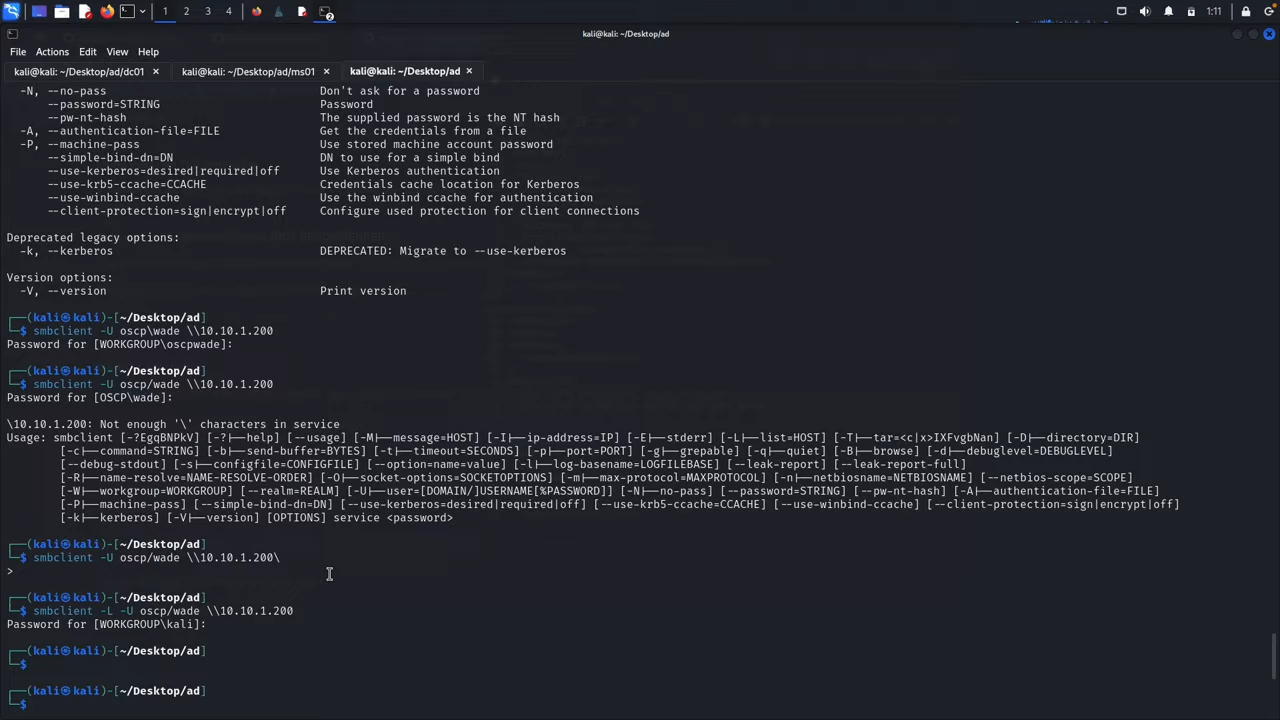 1 2 3 4 2 1:11
kali@kali: ~/Desktop/ad
File Actions Edit View Help
kali@kali: ~/Desktop/ad/dc01 × kali@kali: ~/Desktop/ad/ms01 × kali@kali: ~/Desktop/ad ×
-N, --no-pass Don't ask for a password
--password=STRING Password
--pw-nt-hash The supplied password is the NT hash
-A, --authentication-file=FILE Get the credentials from a file
-P, --machine-pass Use stored machine account password
--simple-bind-dn=DN DN to use for a simple bind
--use-kerberos=desired|required|off Use Kerberos authentication
--use-krb5-ccache=CCACHE Credentials cache location for Kerberos
--use-winbind-ccache Use the winbind ccache for authentication
--client-protection=sign|encrypt|off Configure used protection for client connections
Deprecated legacy options:
-k, --kerberos DEPRECATED: Migrate to --use-kerberos
Version options:
-V, --version Print version
┌──(kali㉿kali)-[~/Desktop/ad]
└─$ smbclient -U oscp\wade \\10.10.1.200
Password for [WORKGROUP\oscpwade]:
┌──(kali㉿kali)-[~/Desktop/ad]
└─$ smbclient -U oscp/wade \\10.10.1.200
Password for [OSCP\wade]:
\10.10.1.200: Not enough '\' characters in service
Usage: smbclient [-?EgqBNPkV] [-?|--help] [--usage] [-M|--message=HOST] [-I|--ip-address=IP] [-E|--stderr] [-L|--list=HOST] [-T|--tar=<c|x>IXFvgbNan] [-D|--directory=DIR]
[-c|--command=STRING] [-b|--send-buffer=BYTES] [-t|--timeout=SECONDS] [-p|--port=PORT] [-g|--grepable] [-q|--quiet] [-B|--browse] [-d|--debuglevel=DEBUGLEVEL]
[--debug-stdout] [-s|--configfile=CONFIGFILE] [--option=name=value] [-l|--log-basename=LOGFILEBASE] [--leak-report] [--leak-report-full]
[-R|--name-resolve=NAME-RESOLVE-ORDER] [-O|--socket-options=SOCKETOPTIONS] [-m|--max-protocol=MAXPROTOCOL] [-n|--netbiosname=NETBIOSNAME] [--netbios-scope=SCOPE]
[-W|--workgroup=WORKGROUP] [--realm=REALM] [-U|--user=[DOMAIN/]USERNAME[%PASSWORD]] [-N|--no-pass] [--password=STRING] [--pw-nt-hash] [-A|--authentication-file=FILE]
[-P|--machine-pass] [--simple-bind-dn=DN] [--use-kerberos=desired|required|off] [--use-krb5-ccache=CCACHE] [--use-winbind-ccache] [--client-protection=sign|encrypt|off]
[-k|--kerberos] [-V|--version] [OPTIONS] service <password>
┌──(kali㉿kali)-[~/Desktop/ad]
└─$ smbclient -U oscp/wade \\10.10.1.200\
>
┌──(kali㉿kali)-[~/Desktop/ad]
└─$ smbclient -L -U oscp/wade \\10.10.1.200
Password for [WORKGROUP\kali]:
┌──(kali㉿kali)-[~/Desktop/ad]
└─$
┌──(kali㉿kali)-[~/Desktop/ad]
└─$